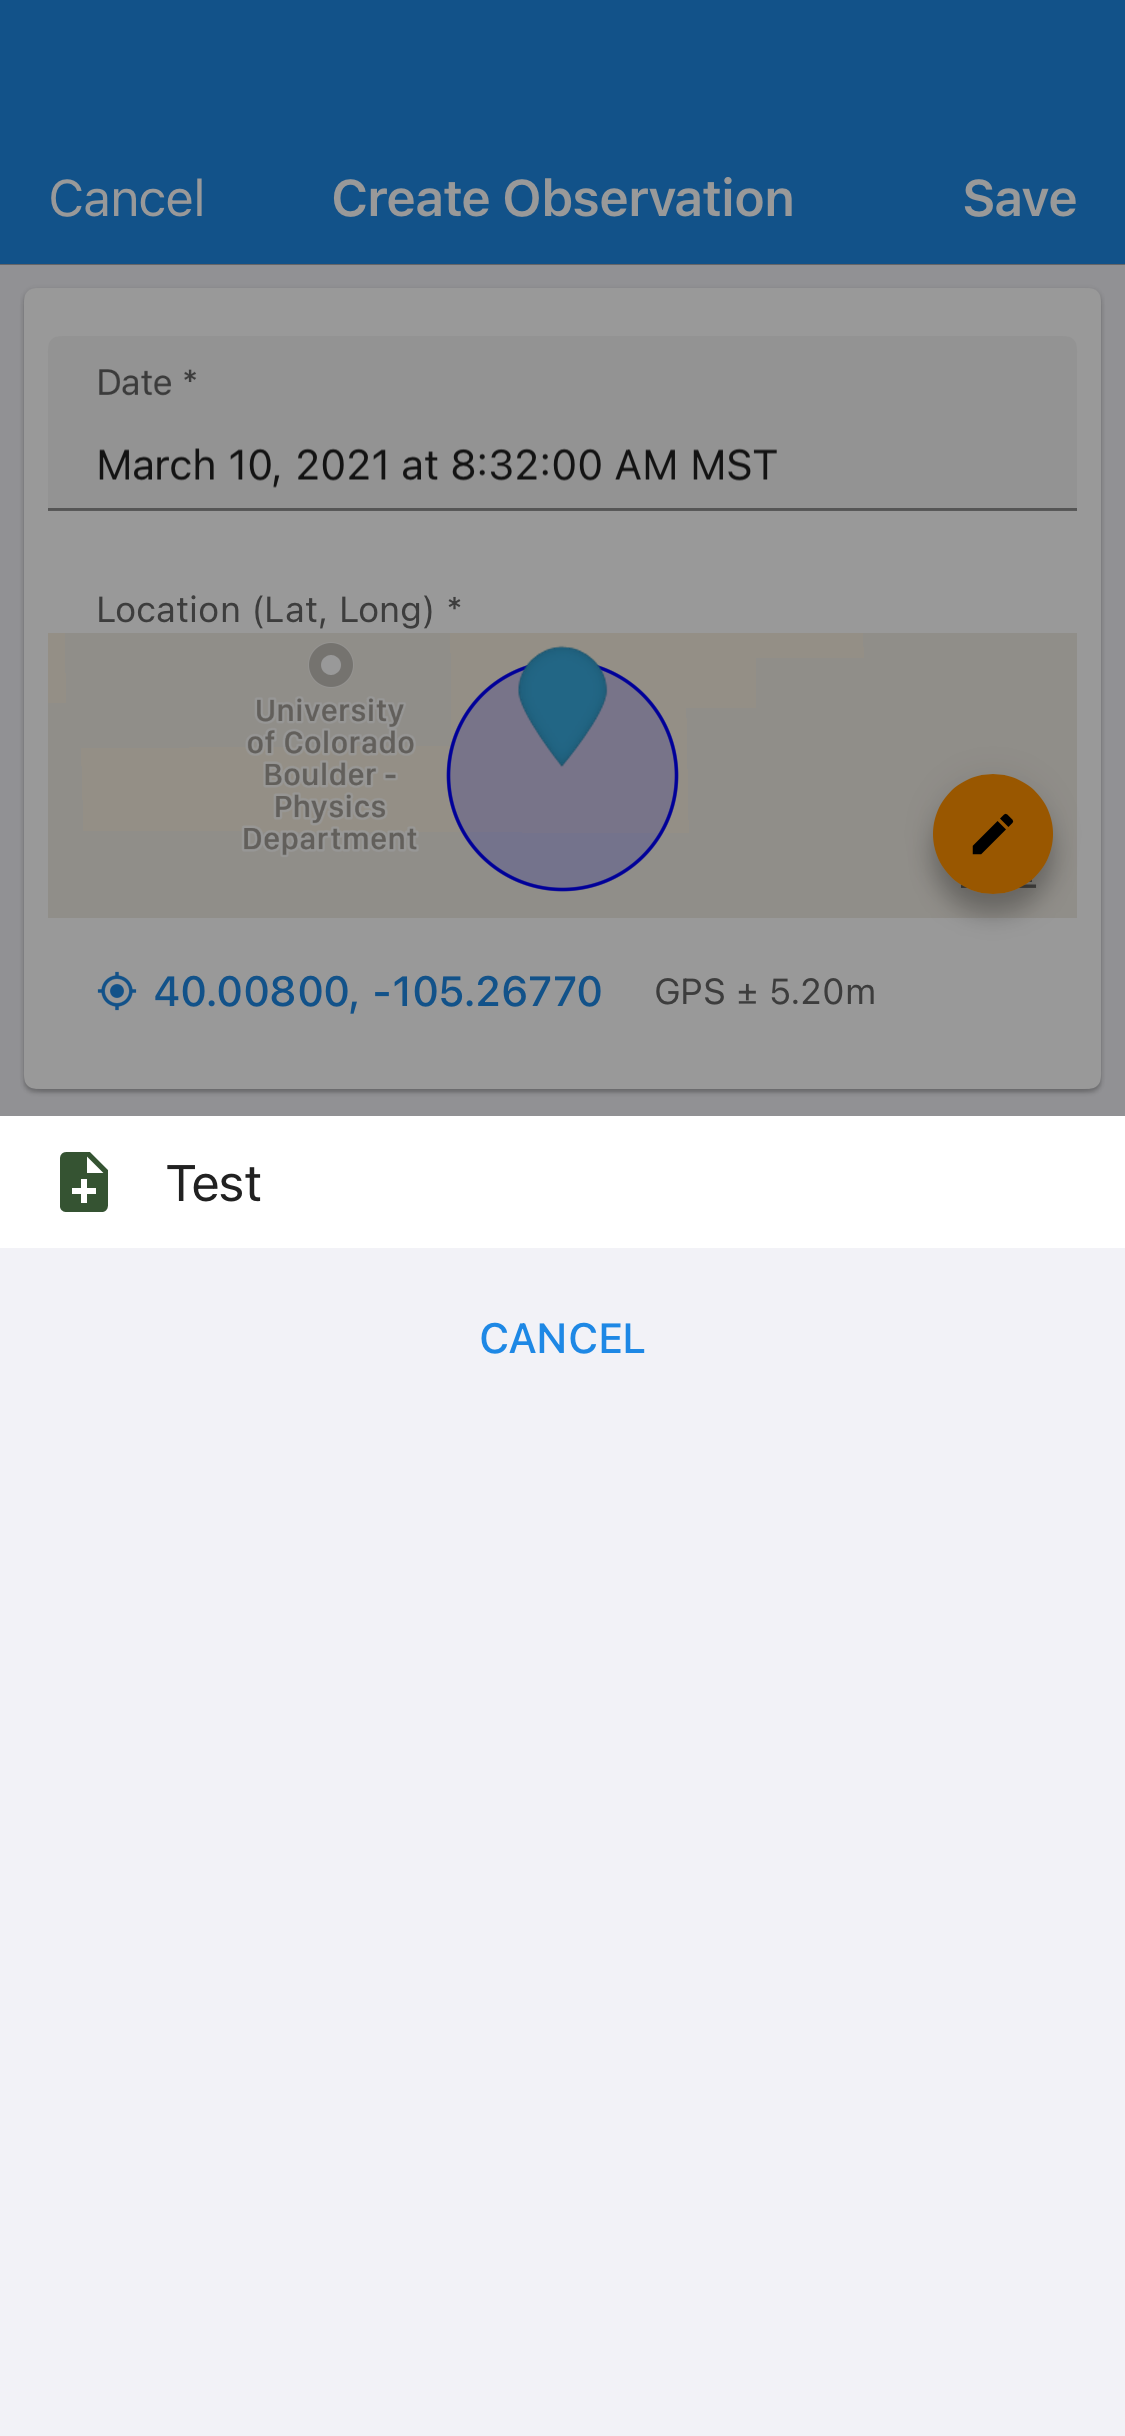 Cancel
Create Observation
Save
Date *
March 10, 2021 at 8:32:00 AM MST
Location (Lat, Long) *
University
of Colorado
Boulder -
Physics
Department
40.00800, -105.26770
GPS ± 5.20m
Test
CANCEL